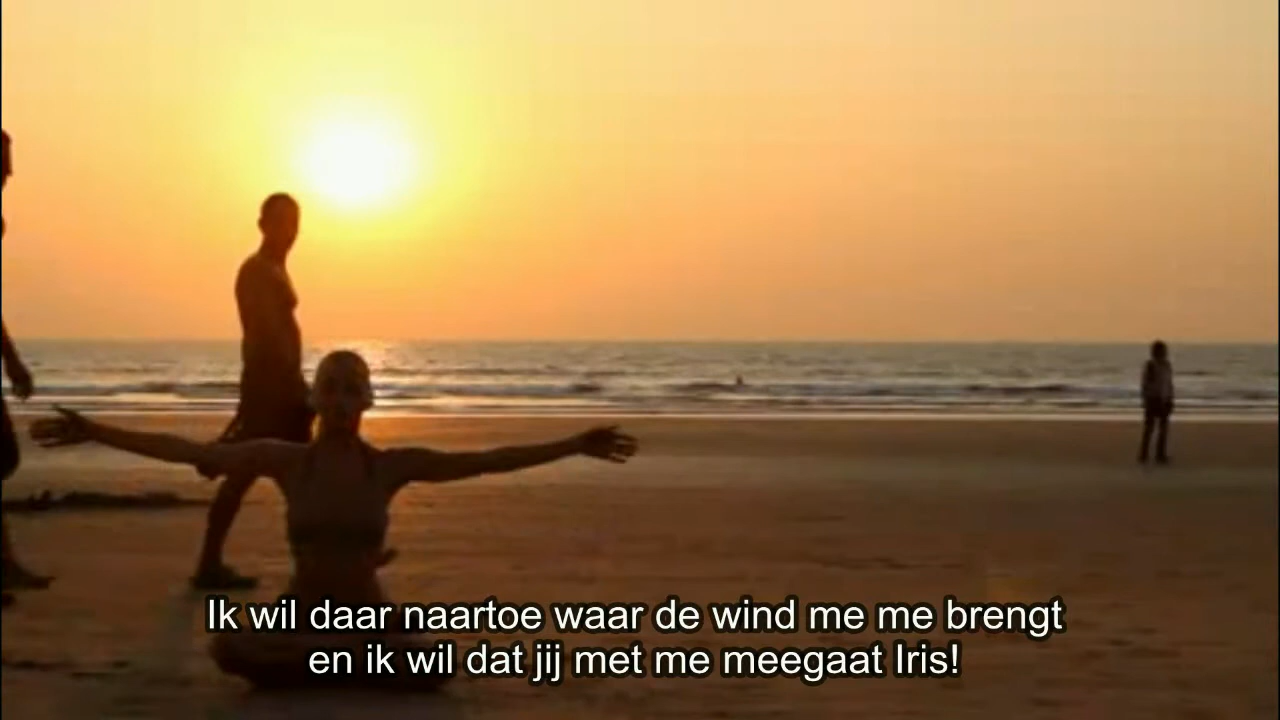 Ik wil daar naartoe waar de wind me me brengt
en ik wil dat jij met me meegaat Iris!